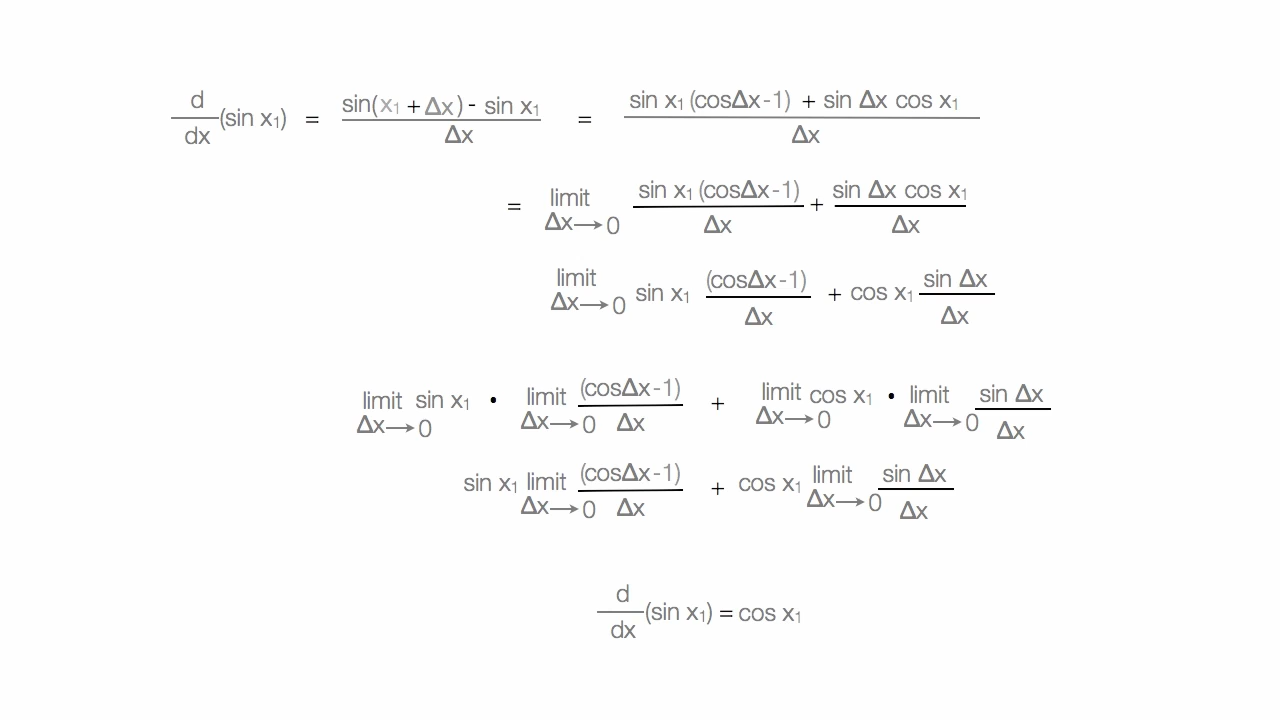 d/dx (sin x₁) = (sin(x₁ + Δx) - sin x₁)/Δx = (sin x₁ (cosΔx-1) + sin Δx cos x₁)/Δx
= limit Δx→0 (sin x₁ (cosΔx-1))/Δx + (sin Δx cos x₁)/Δx
limit Δx→0 sin x₁ (cosΔx-1)/Δx + cos x₁ sin Δx/Δx
limit Δx→0 sin x₁ • limit Δx→0 (cosΔx-1)/Δx + limit Δx→0 cos x₁ • limit Δx→0 sin Δx/Δx
sin x₁ limit Δx→0 (cosΔx-1)/Δx + cos x₁ limit Δx→0 sin Δx/Δx
d/dx (sin x₁) = cos x₁